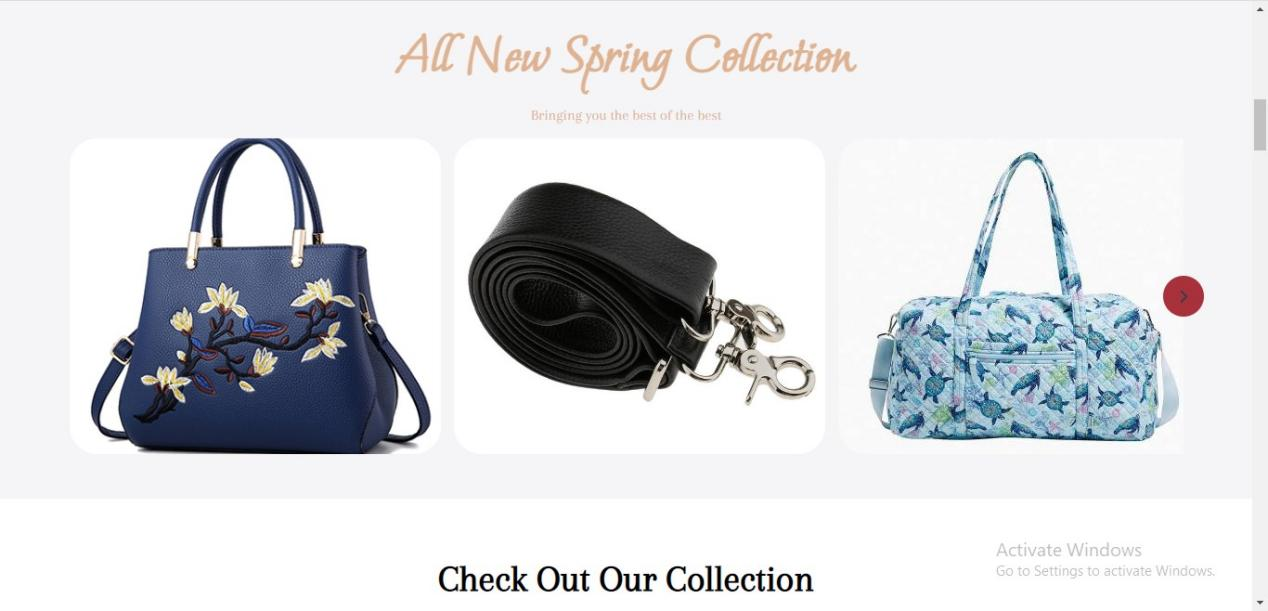 All New Spring Collection
Bringing you the best of the best
Check Out Our Collection
Activate Windows
Go to Settings to activate Windows.